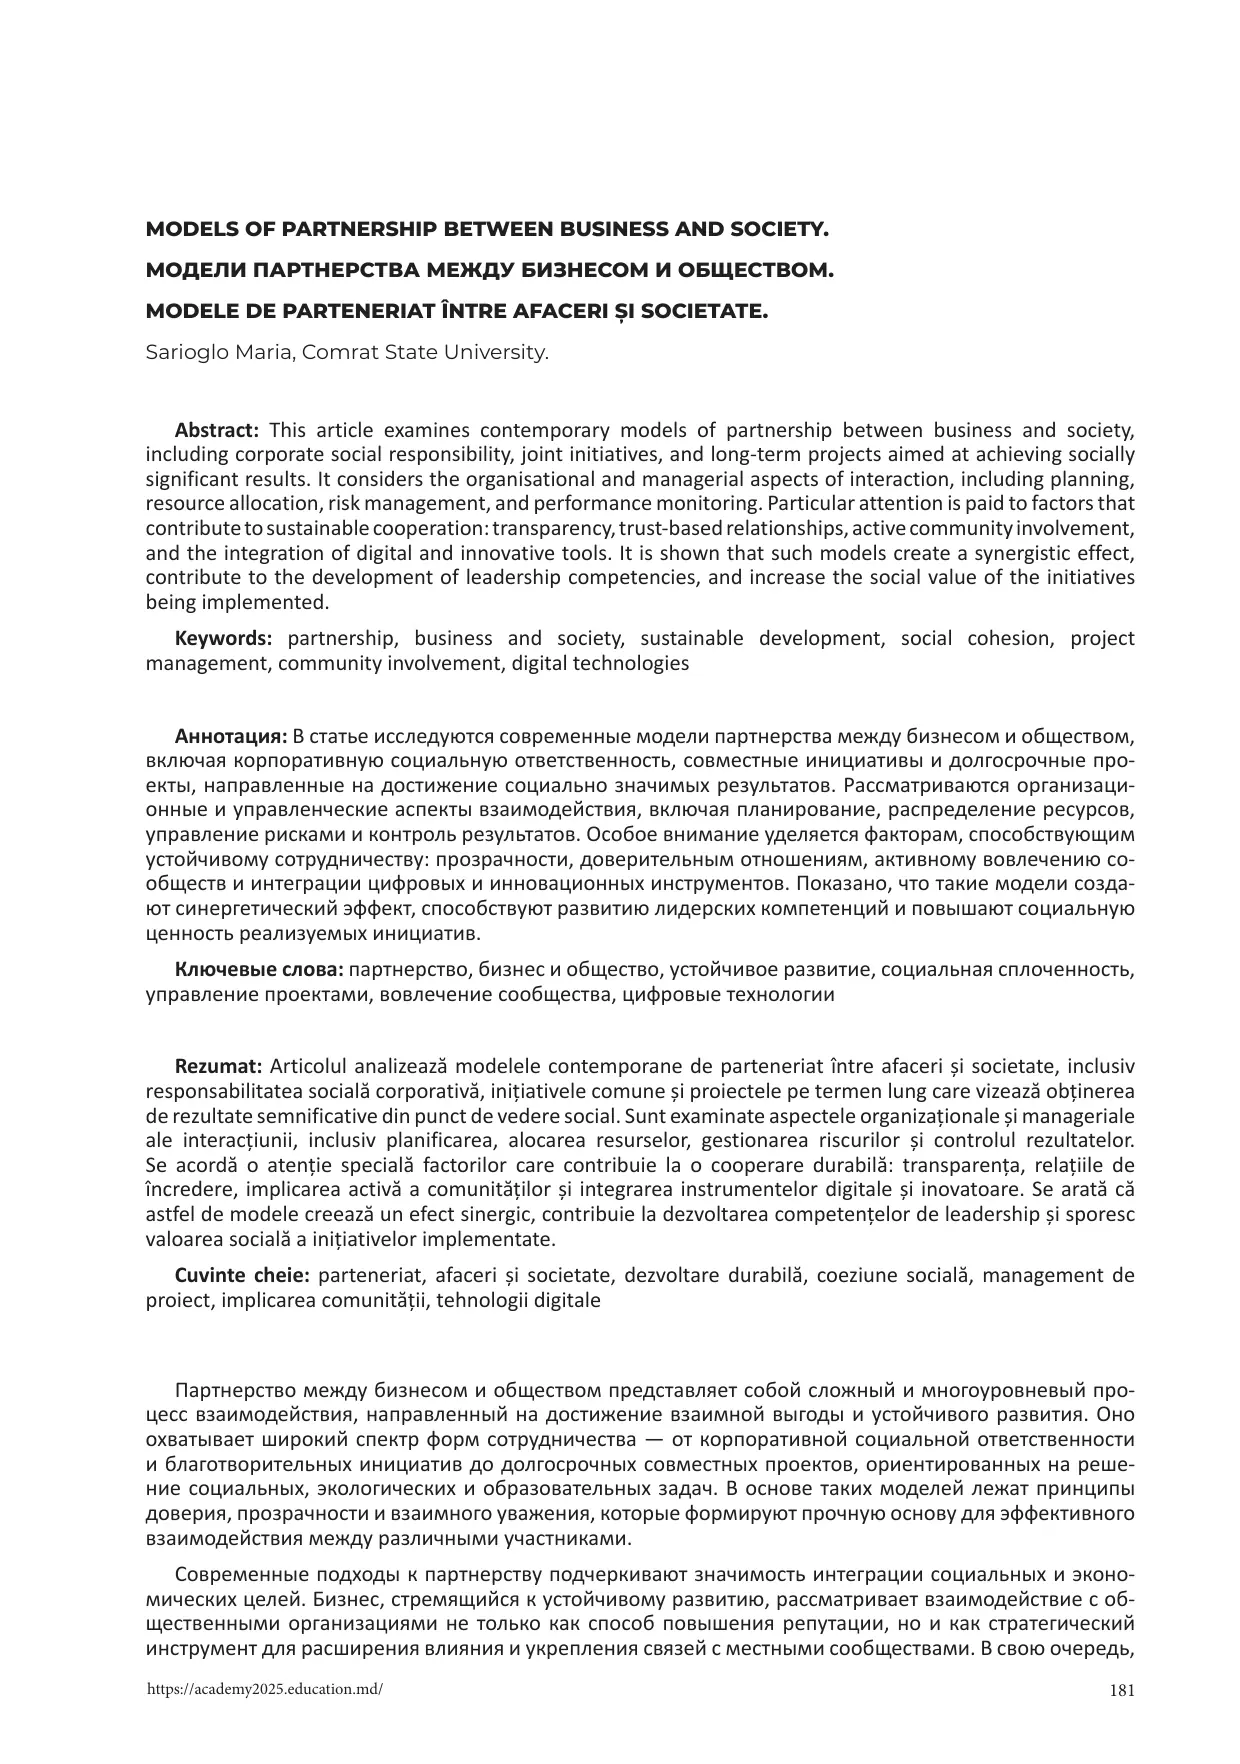 MODELS OF PARTNERSHIP BETWEEN BUSINESS AND SOCIETY.
МОДЕЛИ ПАРТНЕРСТВА МЕЖДУ БИЗНЕСОМ И ОБЩЕСТВОМ.
MODELE DE PARTENERIAT ÎNTRE AFACERI ȘI SOCIETATE.
Sarioglo Maria, Comrat State University.
Abstract: This article examines contemporary models of partnership between business and society,
including corporate social responsibility, joint initiatives, and long-term projects aimed at achieving socially
significant results. It considers the organisational and managerial aspects of interaction, including planning,
resource allocation, risk management, and performance monitoring. Particular attention is paid to factors that
contribute to sustainable cooperation: transparency, trust-based relationships, active community involvement,
and the integration of digital and innovative tools. It is shown that such models create a synergistic effect,
contribute to the development of leadership competencies, and increase the social value of the initiatives
being implemented.
Keywords: partnership, business and society, sustainable development, social cohesion, project
management, community involvement, digital technologies
Аннотация: В статье исследуются современные модели партнерства между бизнесом и обществом,
включая корпоративную социальную ответственность, совместные инициативы и долгосрочные про-
екты, направленные на достижение социально значимых результатов. Рассматриваются организаци-
онные и управленческие аспекты взаимодействия, включая планирование, распределение ресурсов,
управление рисками и контроль результатов. Особое внимание уделяется факторам, способствующим
устойчивому сотрудничеству: прозрачности, доверительным отношениям, активному вовлечению со-
обществ и интеграции цифровых и инновационных инструментов. Показано, что такие модели созда-
ют синергетический эффект, способствуют развитию лидерских компетенций и повышают социальную
ценность реализуемых инициатив.
Ключевые слова: партнерство, бизнес и общество, устойчивое развитие, социальная сплоченность,
управление проектами, вовлечение сообщества, цифровые технологии
Rezumat: Articolul analizează modelele contemporane de parteneriat între afaceri și societate, inclusiv
responsabilitatea socială corporativă, inițiativele comune și proiectele pe termen lung care vizează obținerea
de rezultate semnificative din punct de vedere social. Sunt examinate aspectele organizaționale și manageriale
ale interacțiunii, inclusiv planificarea, alocarea resurselor, gestionarea riscurilor și controlul rezultatelor.
Se acordă o atenție specială factorilor care contribuie la o cooperare durabilă: transparența, relațiile de
încredere, implicarea activă a comunităților și integrarea instrumentelor digitale și inovatoare. Se arată că
astfel de modele creează un efect sinergic, contribuie la dezvoltarea competențelor de leadership și sporesc
valoarea socială a inițiativelor implementate.
Cuvinte cheie: parteneriat, afaceri și societate, dezvoltare durabilă, coeziune socială, management de
proiect, implicarea comunității, tehnologii digitale
Партнерство между бизнесом и обществом представляет собой сложный и многоуровневый про-
цесс взаимодействия, направленный на достижение взаимной выгоды и устойчивого развития. Оно
охватывает широкий спектр форм сотрудничества — от корпоративной социальной ответственности
и благотворительных инициатив до долгосрочных совместных проектов, ориентированных на реше-
ние социальных, экологических и образовательных задач. В основе таких моделей лежат принципы
доверия, прозрачности и взаимного уважения, которые формируют прочную основу для эффективного
взаимодействия между различными участниками.
Современные подходы к партнерству подчеркивают значимость интеграции социальных и эконо-
мических целей. Бизнес, стремящийся к устойчивому развитию, рассматривает взаимодействие с об-
щественными организациями не только как способ повышения репутации, но и как стратегический
инструмент для расширения влияния и укрепления связей с местными сообществами. В свою очередь,
https://academy2025.education.md/
181